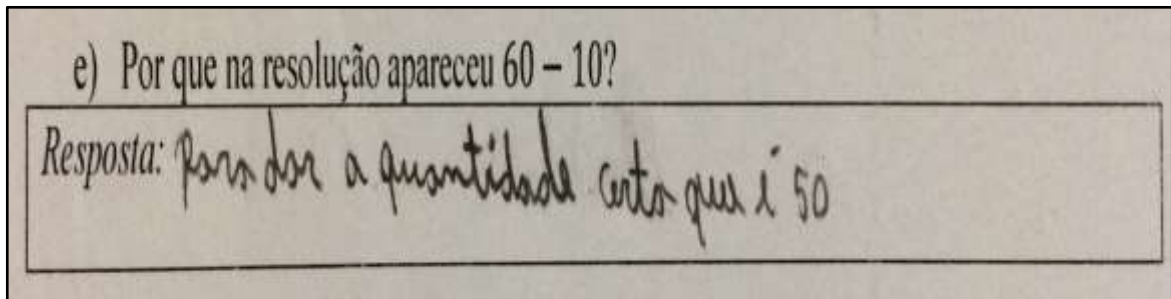 e) Por que na resolução apareceu 60 – 10?
Resposta: para dar a quantidade certa que é 50